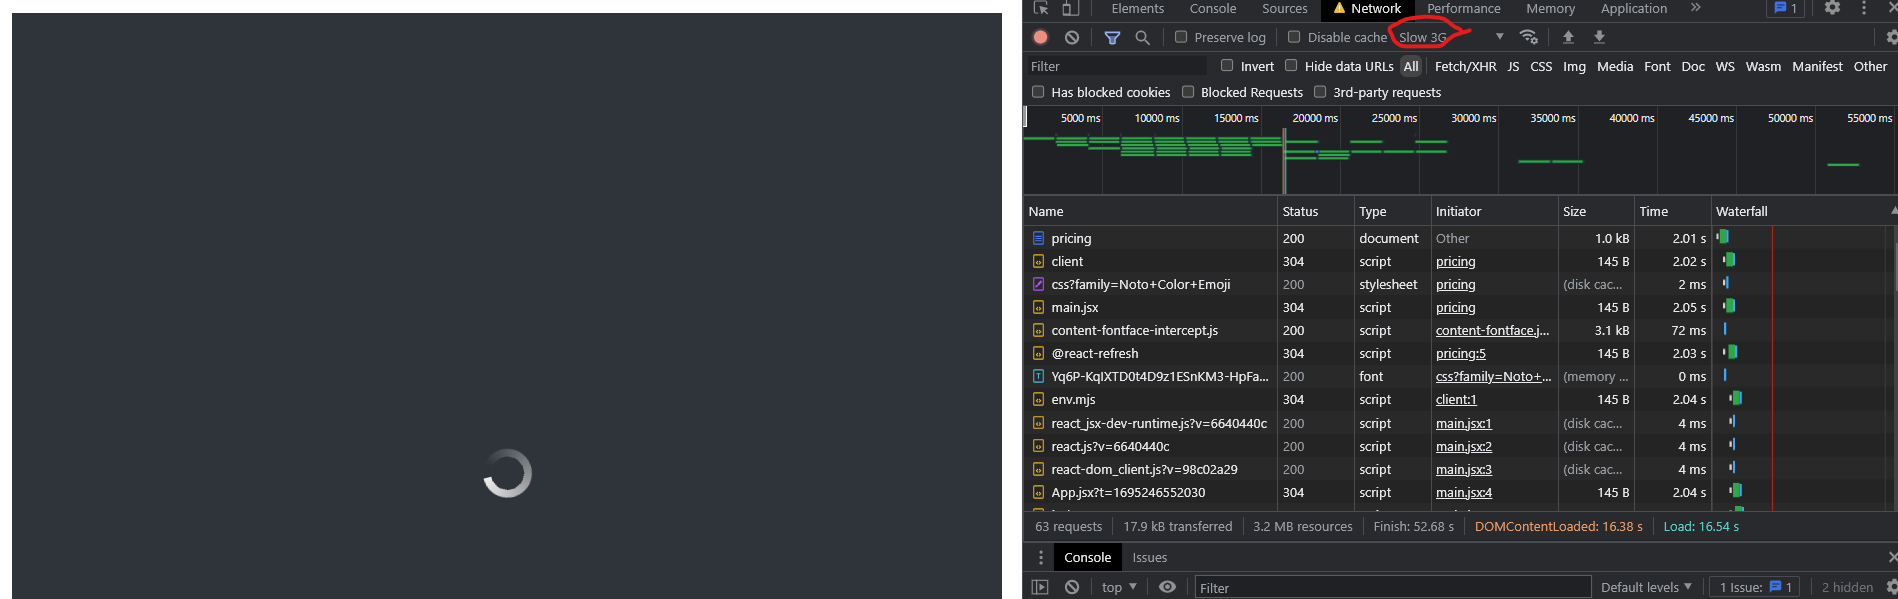 Elements Console Sources Network Performance Memory Application 1
Preserve log Disable cache Slow 3G
Filter Invert Hide data URLs All Fetch/XHR JS CSS Img Media Font Doc WS Wasm Manifest Other
Has blocked cookies Blocked Requests 3rd-party requests
5000 ms 10000 ms 15000 ms 20000 ms 25000 ms 30000 ms 35000 ms 40000 ms 45000 ms 50000 ms 55000 ms
Name Status Type Initiator Size Time Waterfall
pricing 200 document Other 1.0 kB 2.01 s
client 304 script pricing 145 B 2.02 s
css?family=Noto+Color+Emoji 200 stylesheet pricing (disk cac... 2 ms
main.jsx 304 script pricing 145 B 2.05 s
content-fontface-intercept.js 200 script content-fontface.j... 3.1 kB 72 ms
@react-refresh 304 script pricing:5 145 B 2.03 s
Yq6P-KqIXTD0t4D9z1ESnKM3-HpFa... 200 font css?family=Noto+... (memory ... 0 ms
env.mjs 304 script client:1 145 B 2.04 s
react_jsx-dev-runtime.js?v=6640440c 200 script main.jsx:1 (disk cac... 4 ms
react.js?v=6640440c 200 script main.jsx:2 (disk cac... 4 ms
react-dom_client.js?v=98c02a29 200 script main.jsx:3 (disk cac... 4 ms
App.jsx?t=1695246552030 304 script main.jsx:4 145 B 2.04 s
63 requests 17.9 kB transferred 3.2 MB resources Finish: 52.68 s DOMContentLoaded: 16.38 s Load: 16.54 s
Console Issues
top Filter Default levels 1 Issue: 1 2 hidden